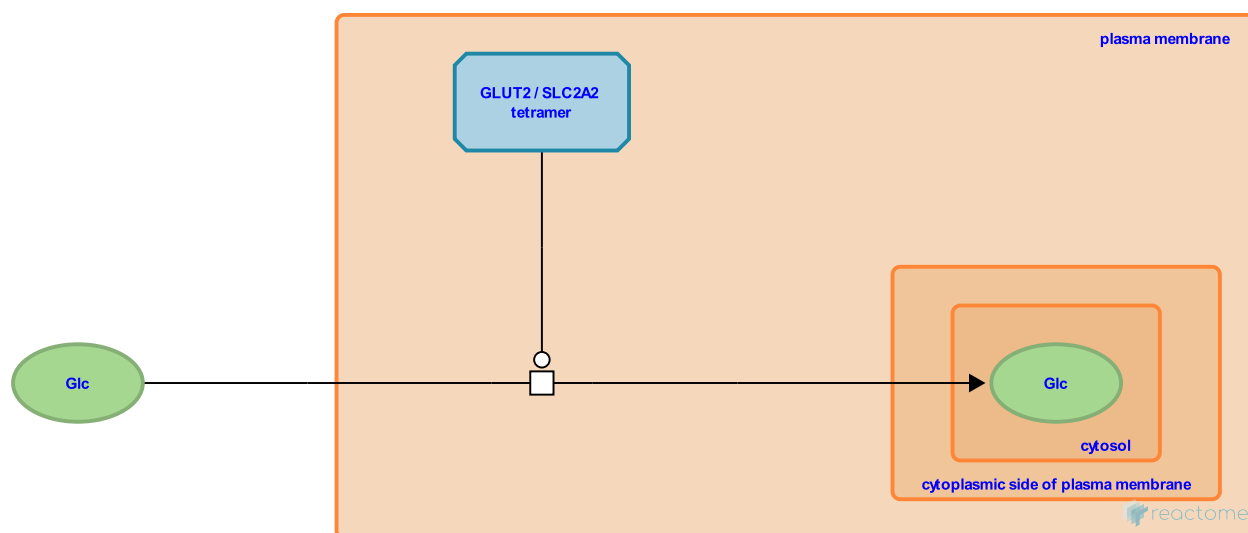 plasma membrane
GLUT2 / SLC2A2
tetramer
Glc
Glc
cytosol
cytoplasmic side of plasma membrane
reactome